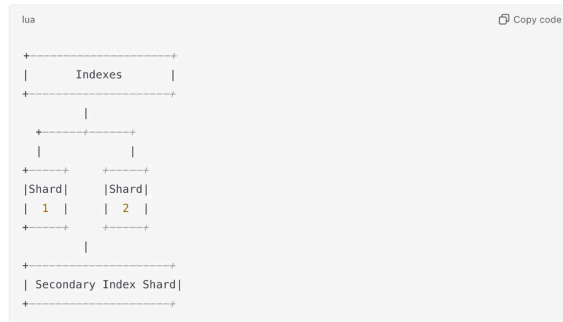 lua Copy code
+--------------------+
|       Indexes      |
+--------------------+
        |
  +------+------+
  |            |
+-----+     +-----+
|Shard|     |Shard|
|  1  |     |  2  |
+-----+     +-----+
        |
+--------------------+
| Secondary Index Shard|
+--------------------+